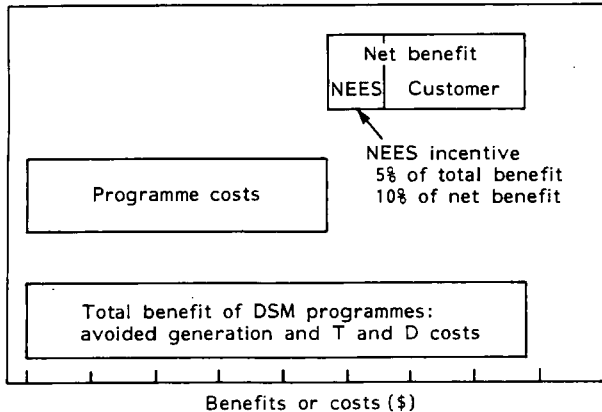 Net benefit
NEES Customer
NEES incentive
5% of total benefit
10% of net benefit
Programme costs
Total benefit of DSM programmes:
avoided generation and T and D costs
Benefits or costs ($)